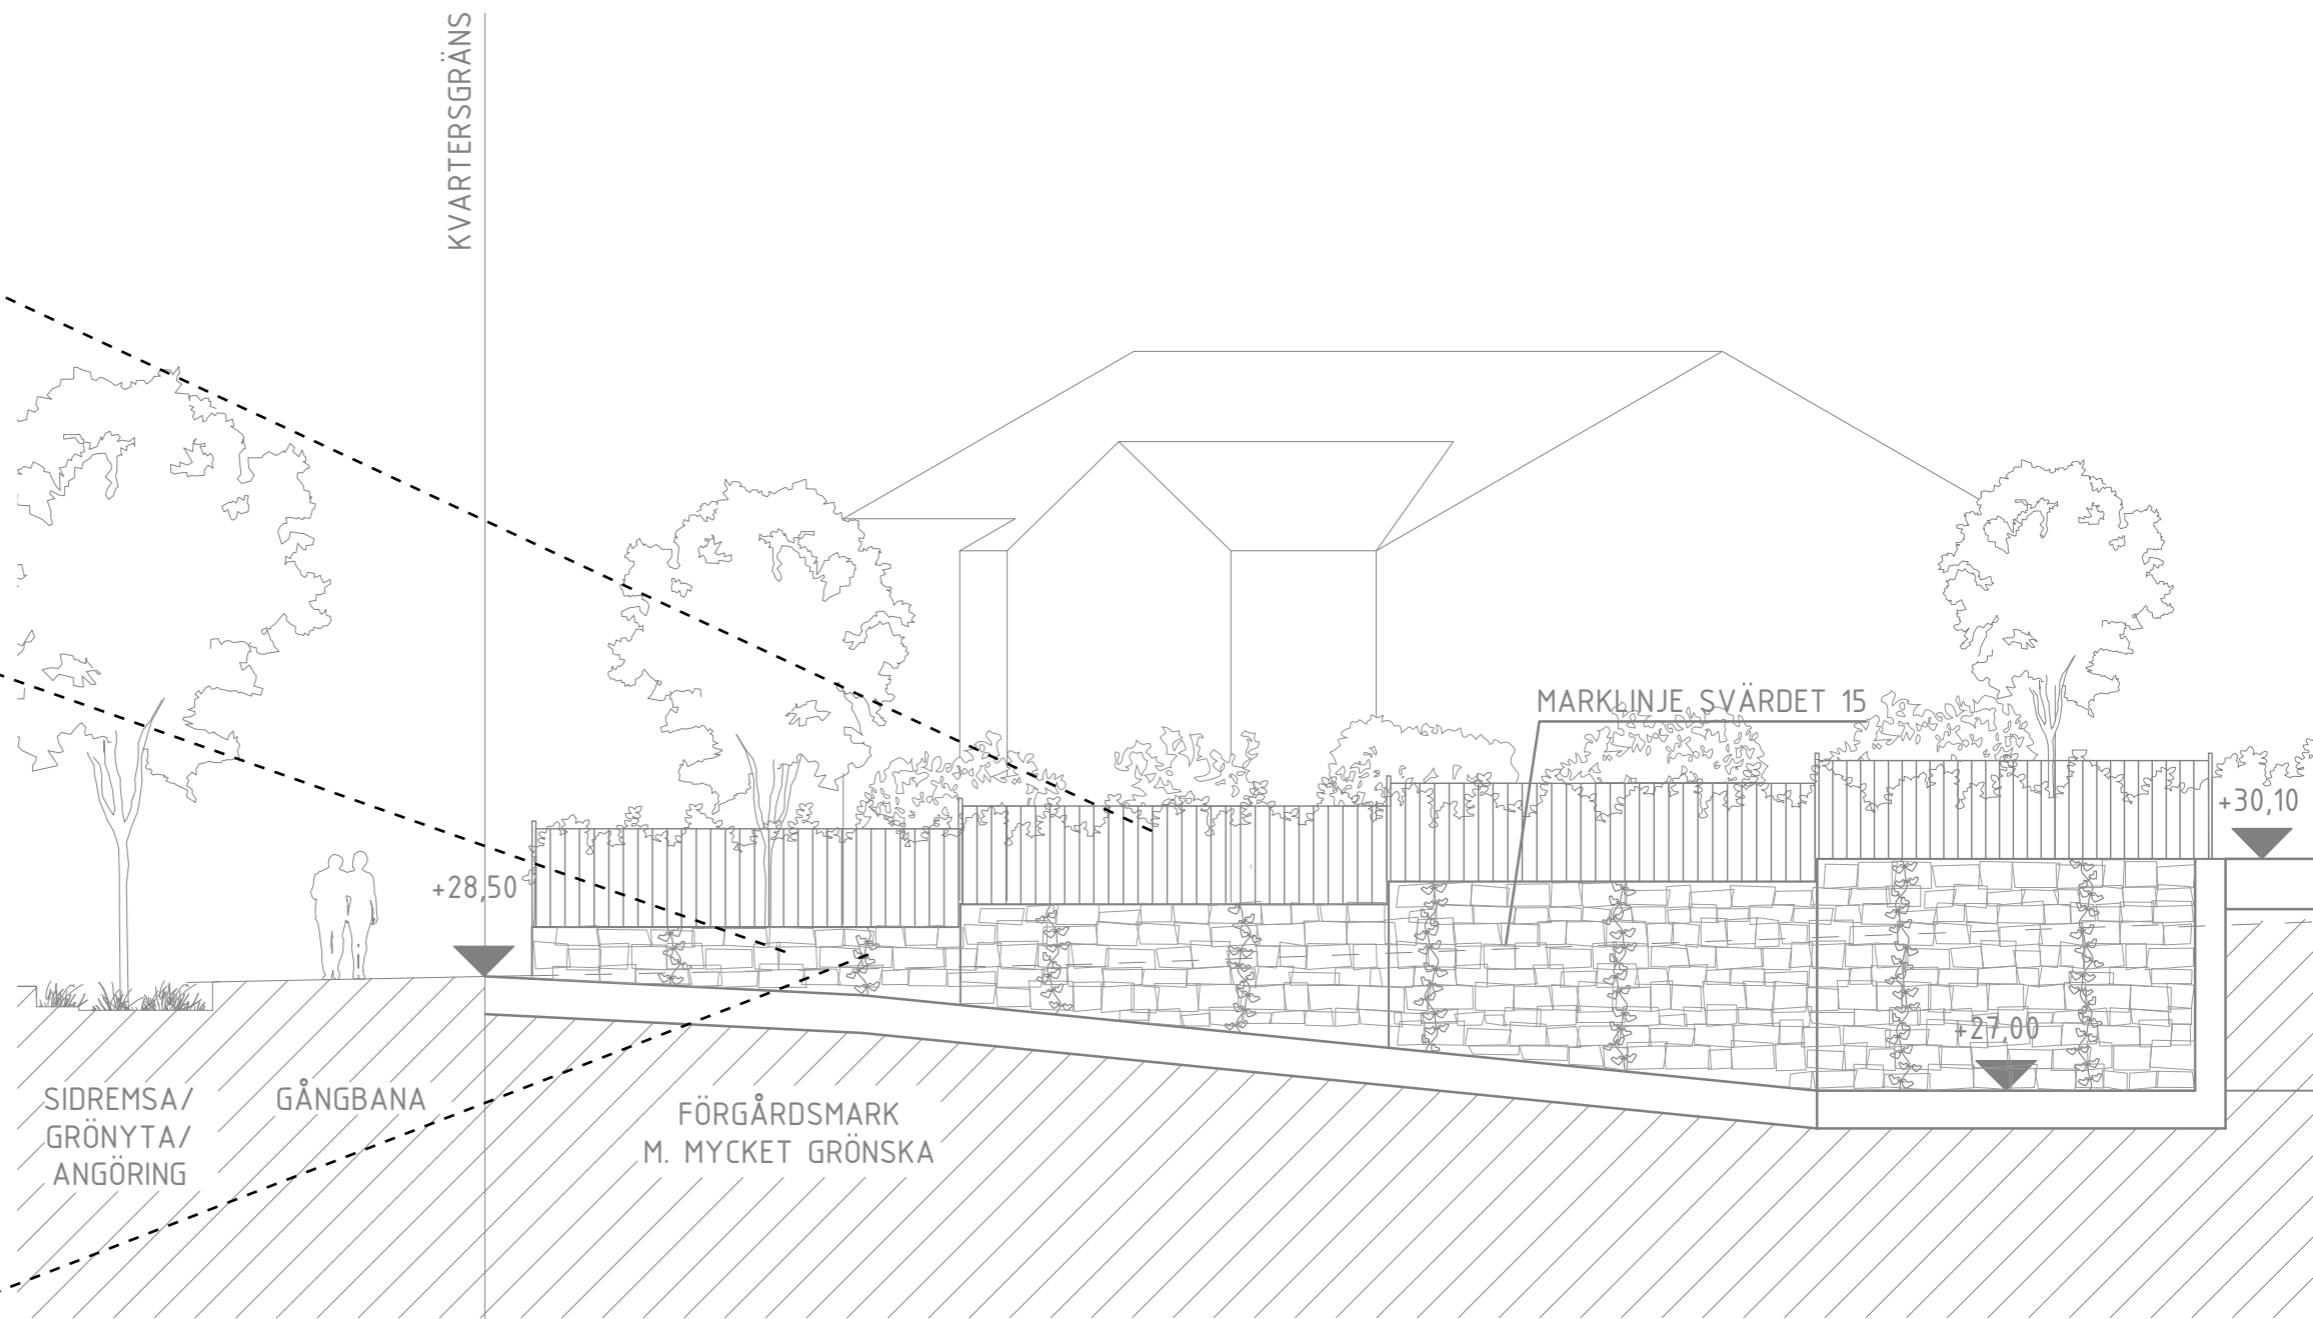 KVARTERSGRÄNS
MARKLINJE SVÄRDET 15
+30,10
+28,50
+27,00
SIDREMSA/
GRÖNYTA/
ANGÖRING
GÅNGBANA
FÖRGÅRDSMARK
M. MYCKET GRÖNSKA